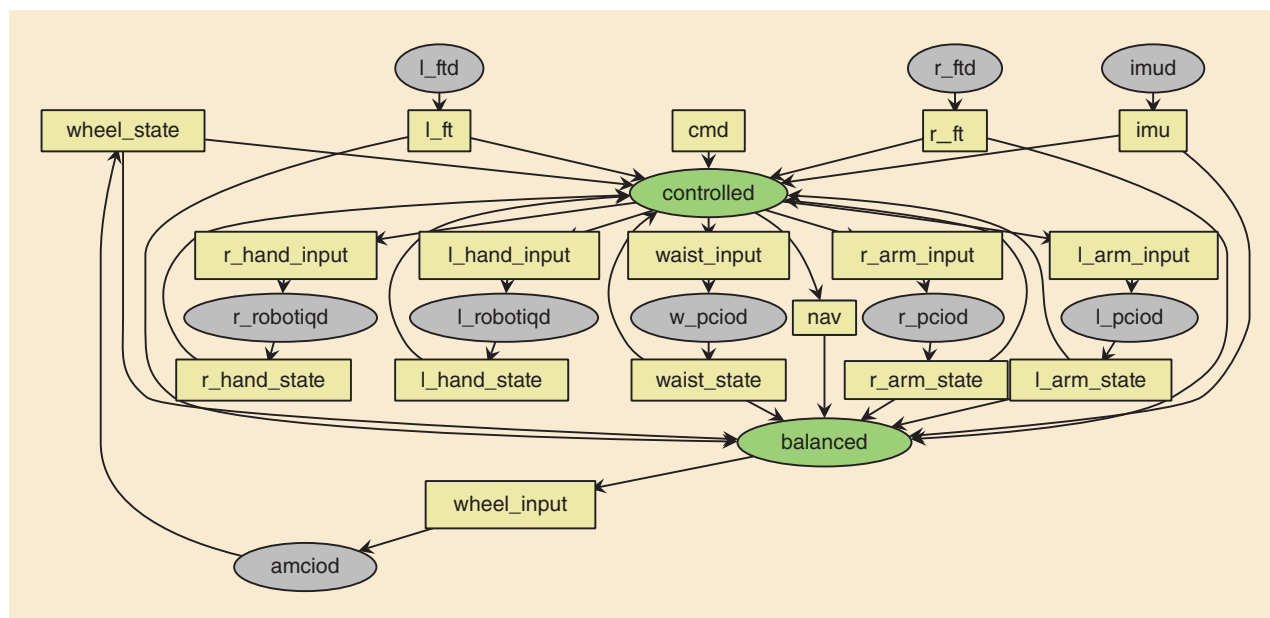 l_ftd
r_ftd
imud
wheel_state
l_ft
cmd
r_ft
imu
controlled
r_hand_input
l_hand_input
waist_input
r_arm_input
l_arm_input
r_robotiqd
l_robotiqd
w_pciod
nav
r_pciod
l_pciod
r_hand_state
l_hand_state
waist_state
r_arm_state
l_arm_state
balanced
wheel_input
amciod